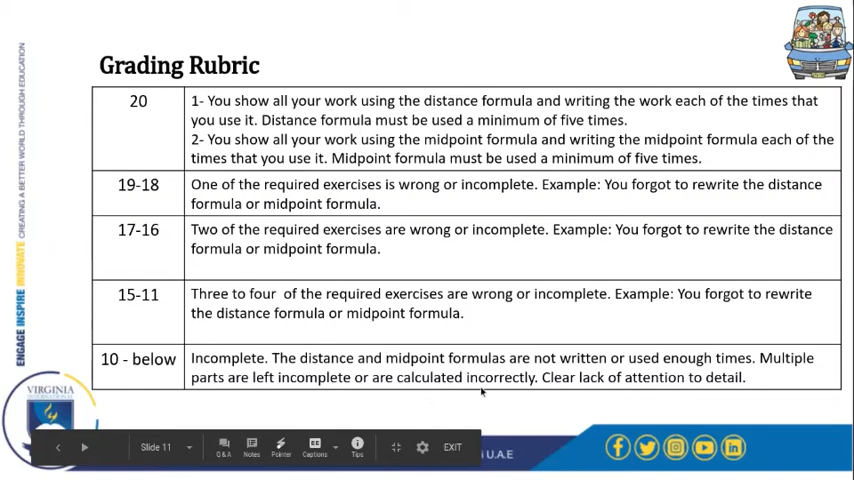 Grading Rubric
20
1- You show all your work using the distance formula and writing the work each of the times that
you use it. Distance formula must be used a minimum of five times.
2- You show all your work using the midpoint formula and writing the midpoint formula each of the
times that you use it. Midpoint formula must be used a minimum of five times.
19-18
One of the required exercises is wrong or incomplete. Example: You forgot to rewrite the distance
formula or midpoint formula.
17-16
Two of the required exercises are wrong or incomplete. Example: You forgot to rewrite the distance
formula or midpoint formula.
15-11
Three to four of the required exercises are wrong or incomplete. Example: You forgot to rewrite
the distance formula or midpoint formula.
10 - below
Incomplete. The distance and midpoint formulas are not written or used enough times. Multiple
parts are left incomplete or are calculated incorrectly. Clear lack of attention to detail.
ENGAGE INSPIRE INNOVATE CREATING A BETTER WORLD THROUGH EDUCATION
VIRGINIA
INTERNATIONAL
Slide 11
Q&A
Notes
Pointer
Captions
Tips
EXIT
U.A.E